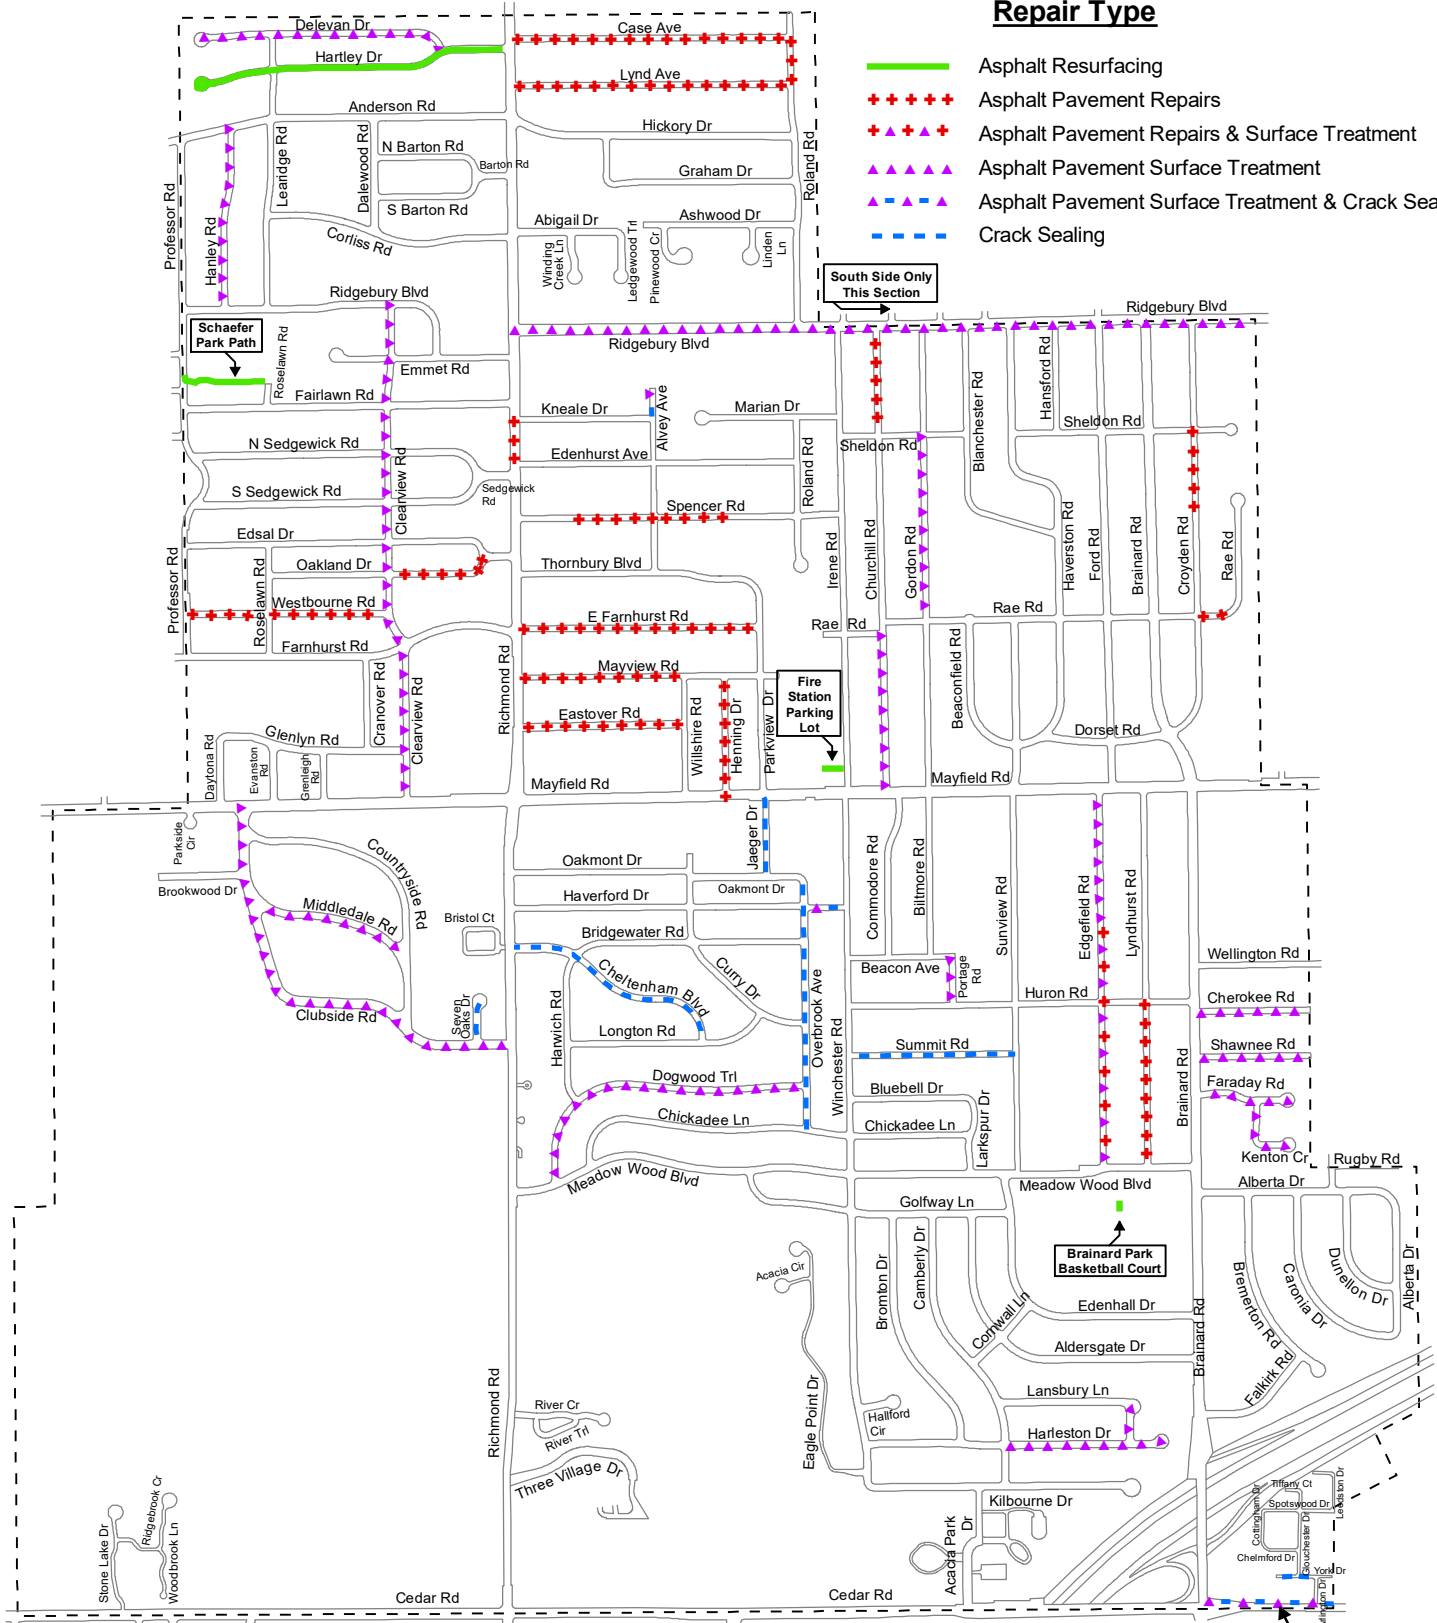 Repair Type
Asphalt Resurfacing
Asphalt Pavement Repairs
Asphalt Pavement Repairs & Surface Treatment
Asphalt Pavement Surface Treatment
Asphalt Pavement Surface Treatment & Crack Sea
Crack Sealing
Delevan Dr
Case Ave
Hartley Dr
Lynd Ave
Anderson Rd
Hickory Dr
Learidge Rd
Dalewood Rd
N Barton Rd
Barton Rd
Graham Dr
Roland Rd
Professor Rd
Hanley Rd
S Barton Rd
Corliss Rd
Abigail Dr
Ashwood Dr
Winding
Creek Ln
Ledgewood Trl
Pinewood Cr
Linden
Ln
South Side Only
This Section
Ridgebury Blvd
Ridgebury Blvd
Ridgebury Blvd
Schaefer
Park Path
Roselawn Rd
Emmet Rd
Fairlawn Rd
Kneale Dr
Alvey Ave
Marian Dr
Hansford Rd
Blanchester Rd
Sheldon Rd
Sheldon Rd
N Sedgewick Rd
Clearview Rd
Edenhurst Ave
Roland Rd
S Sedgewick Rd
Sedgewick
Rd
Spencer Rd
Edsal Dr
Oakland Dr
Thornbury Blvd
Irene Rd
Churchill Rd
Gordon Rd
Haverston Rd
Ford Rd
Brainard Rd
Croyden Rd
Rae Rd
Professor Rd
Roselawn Rd
Westbourne Rd
E Farnhurst Rd
Rae Rd
Rae Rd
Farnhurst Rd
Mayview Rd
Richmond Rd
Cranover Rd
Clearview Rd
Eastover Rd
Willshire Rd
Henning Dr
Parkview Dr
Fire
Station
Parking
Lot
Beaconfield Rd
Dorset Rd
Glenlyn Rd
Daytona Rd
Evanston
Rd
Greenleigh
Rd
Mayfield Rd
Mayfield Rd
Parkside
Cir
Countryside Rd
Brookwood Dr
Middledale Rd
Oakmont Dr
Jaeger Dr
Haverford Dr
Oakmont Dr
Commodore Rd
Biltmore Rd
Sunview Rd
Edgefield Rd
Lyndhurst Rd
Bristol Ct
Bridgewater Rd
Wellington Rd
Cheltenham Blvd
Curry Dr
Beacon Ave
Portage
Rd
Huron Rd
Cherokee Rd
Clubside Rd
Seven
Oaks Dr
Harwich Rd
Longton Rd
Overbrook Ave
Winchester Rd
Summit Rd
Shawnee Rd
Brainard Rd
Dogwood Trl
Bluebell Dr
Faraday Rd
Chickadee Ln
Chickadee Ln
Larkspur Dr
Kenton Cr
Rugby Rd
Meadow Wood Blvd
Meadow Wood Blvd
Alberta Dr
Golfway Ln
Brainard Park
Basketball Court
Acacia Cir
Bromton Dr
Camberly Dr
Cornwall Ln
Edenhall Dr
Aldersgate Dr
Brainard Rd
Bremerton Rd
Caronia Dr
Dunellon Dr
Alberta Dr
Falkirk Rd
Richmond Rd
River Cr
River Trl
Three Village Dr
Eagle Point Dr
Hallford
Cir
Lansbury Ln
Harleston Dr
Kilbourne Dr
Acacia Park
Dr
Tiffany Ct
Spotswood Dr
Leedston Dr
Cottingham Dr
Glouchester Dr
Chelmford Dr
York Dr
Stone Lake Dr
Ridgebrook Cr
Woodbrook Ln
Cedar Rd
Cedar Rd